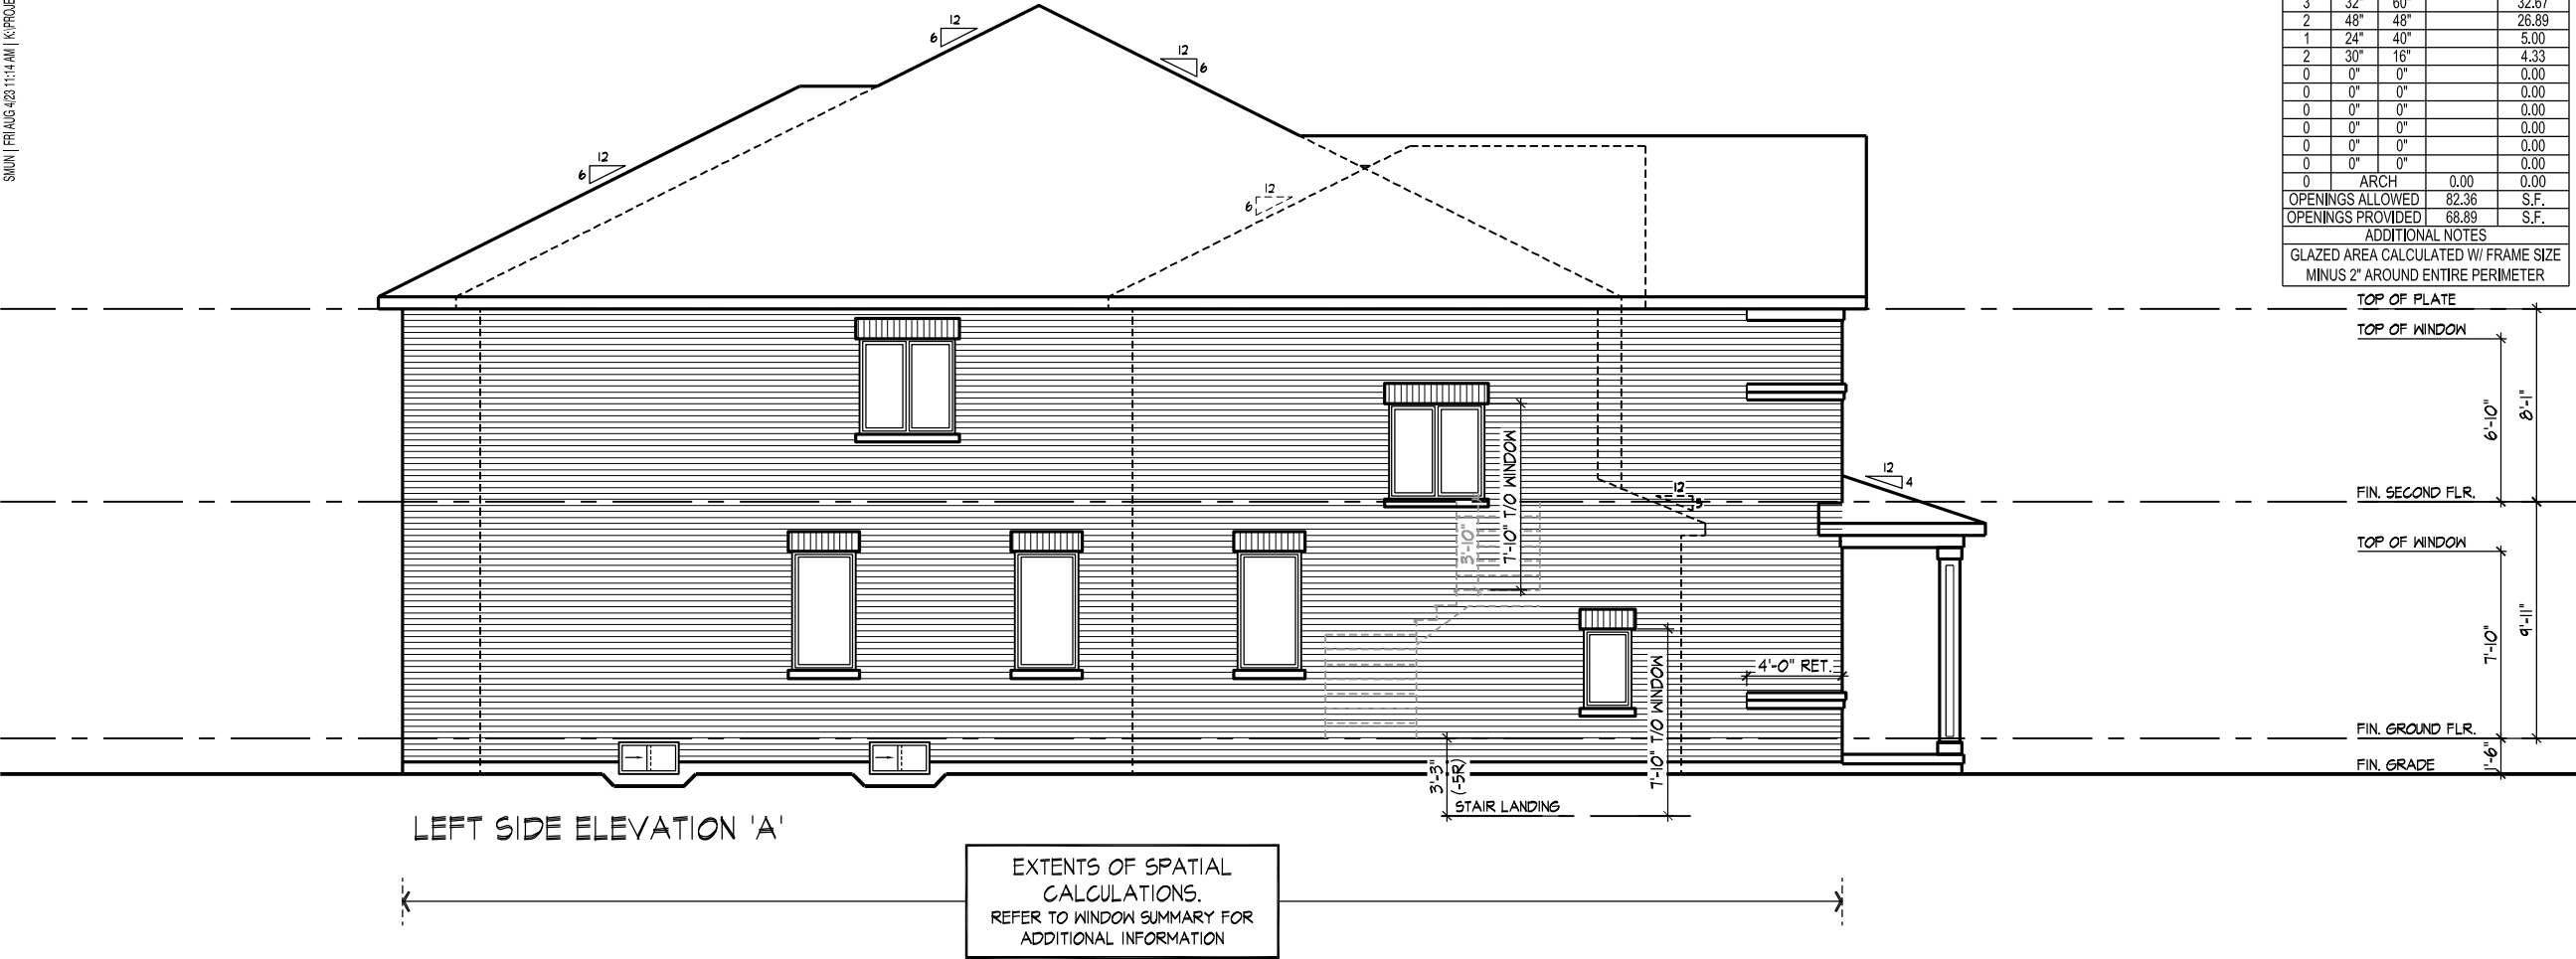 SMUN | FRI AUG 4/23 11:14 AM | K:\PROJE
3 32" 60" 32.67
2 48" 48" 26.89
1 24" 40" 5.00
2 30" 16" 4.33
0 0" 0" 0.00
0 0" 0" 0.00
0 0" 0" 0.00
0 0" 0" 0.00
0 0" 0" 0.00
0 0" 0" 0.00
0 ARCH 0.00 0.00
OPENINGS ALLOWED 82.36 S.F.
OPENINGS PROVIDED 68.89 S.F.
ADDITIONAL NOTES
GLAZED AREA CALCULATED W/ FRAME SIZE
MINUS 2" AROUND ENTIRE PERIMETER
12
6
12
6
12
6
12
6
TOP OF PLATE
TOP OF WINDOW
6'-10"
8'-1"
12
4
12
5
FIN. SECOND FLR.
7'-10" T/O WINDOW
3'-10"
TOP OF WINDOW
7'-10"
9'-11"
7'-10" T/O WINDOW
4'-0" RET.
FIN. GROUND FLR.
1'-6"
FIN. GRADE
3'-3"
(-5R)
STAIR LANDING
LEFT SIDE ELEVATION 'A'
EXTENTS OF SPATIAL
CALCULATIONS.
REFER TO WINDOW SUMMARY FOR
ADDITIONAL INFORMATION